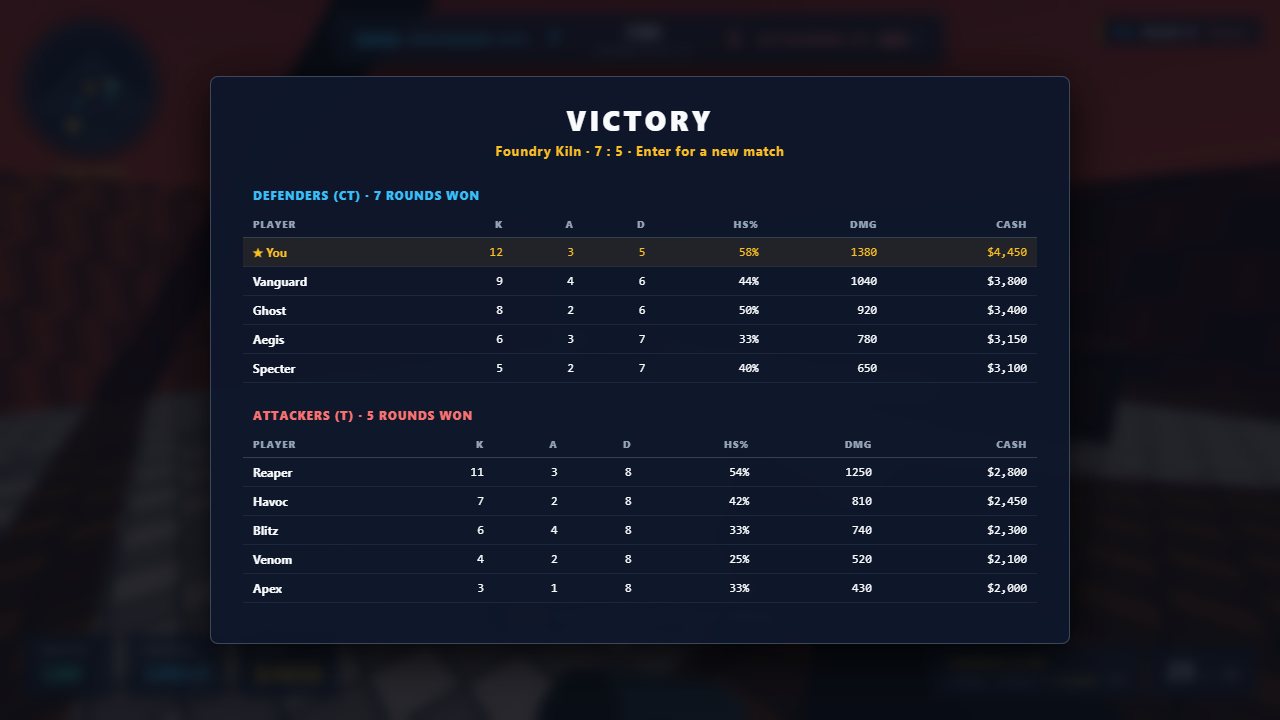 VICTORY
Foundry Kiln · 7 : 5 · Enter for a new match
DEFENDERS (CT) · 7 ROUNDS WON
PLAYER K A D HS% DMG CASH
★ You 12 3 5 58% 1380 $4,450
Vanguard 9 4 6 44% 1040 $3,800
Ghost 8 2 6 50% 920 $3,400
Aegis 6 3 7 33% 780 $3,150
Specter 5 2 7 40% 650 $3,100
ATTACKERS (T) · 5 ROUNDS WON
PLAYER K A D HS% DMG CASH
Reaper 11 3 8 54% 1250 $2,800
Havoc 7 2 8 42% 810 $2,450
Blitz 6 4 8 33% 740 $2,300
Venom 4 2 8 25% 520 $2,100
Apex 3 1 8 33% 430 $2,000